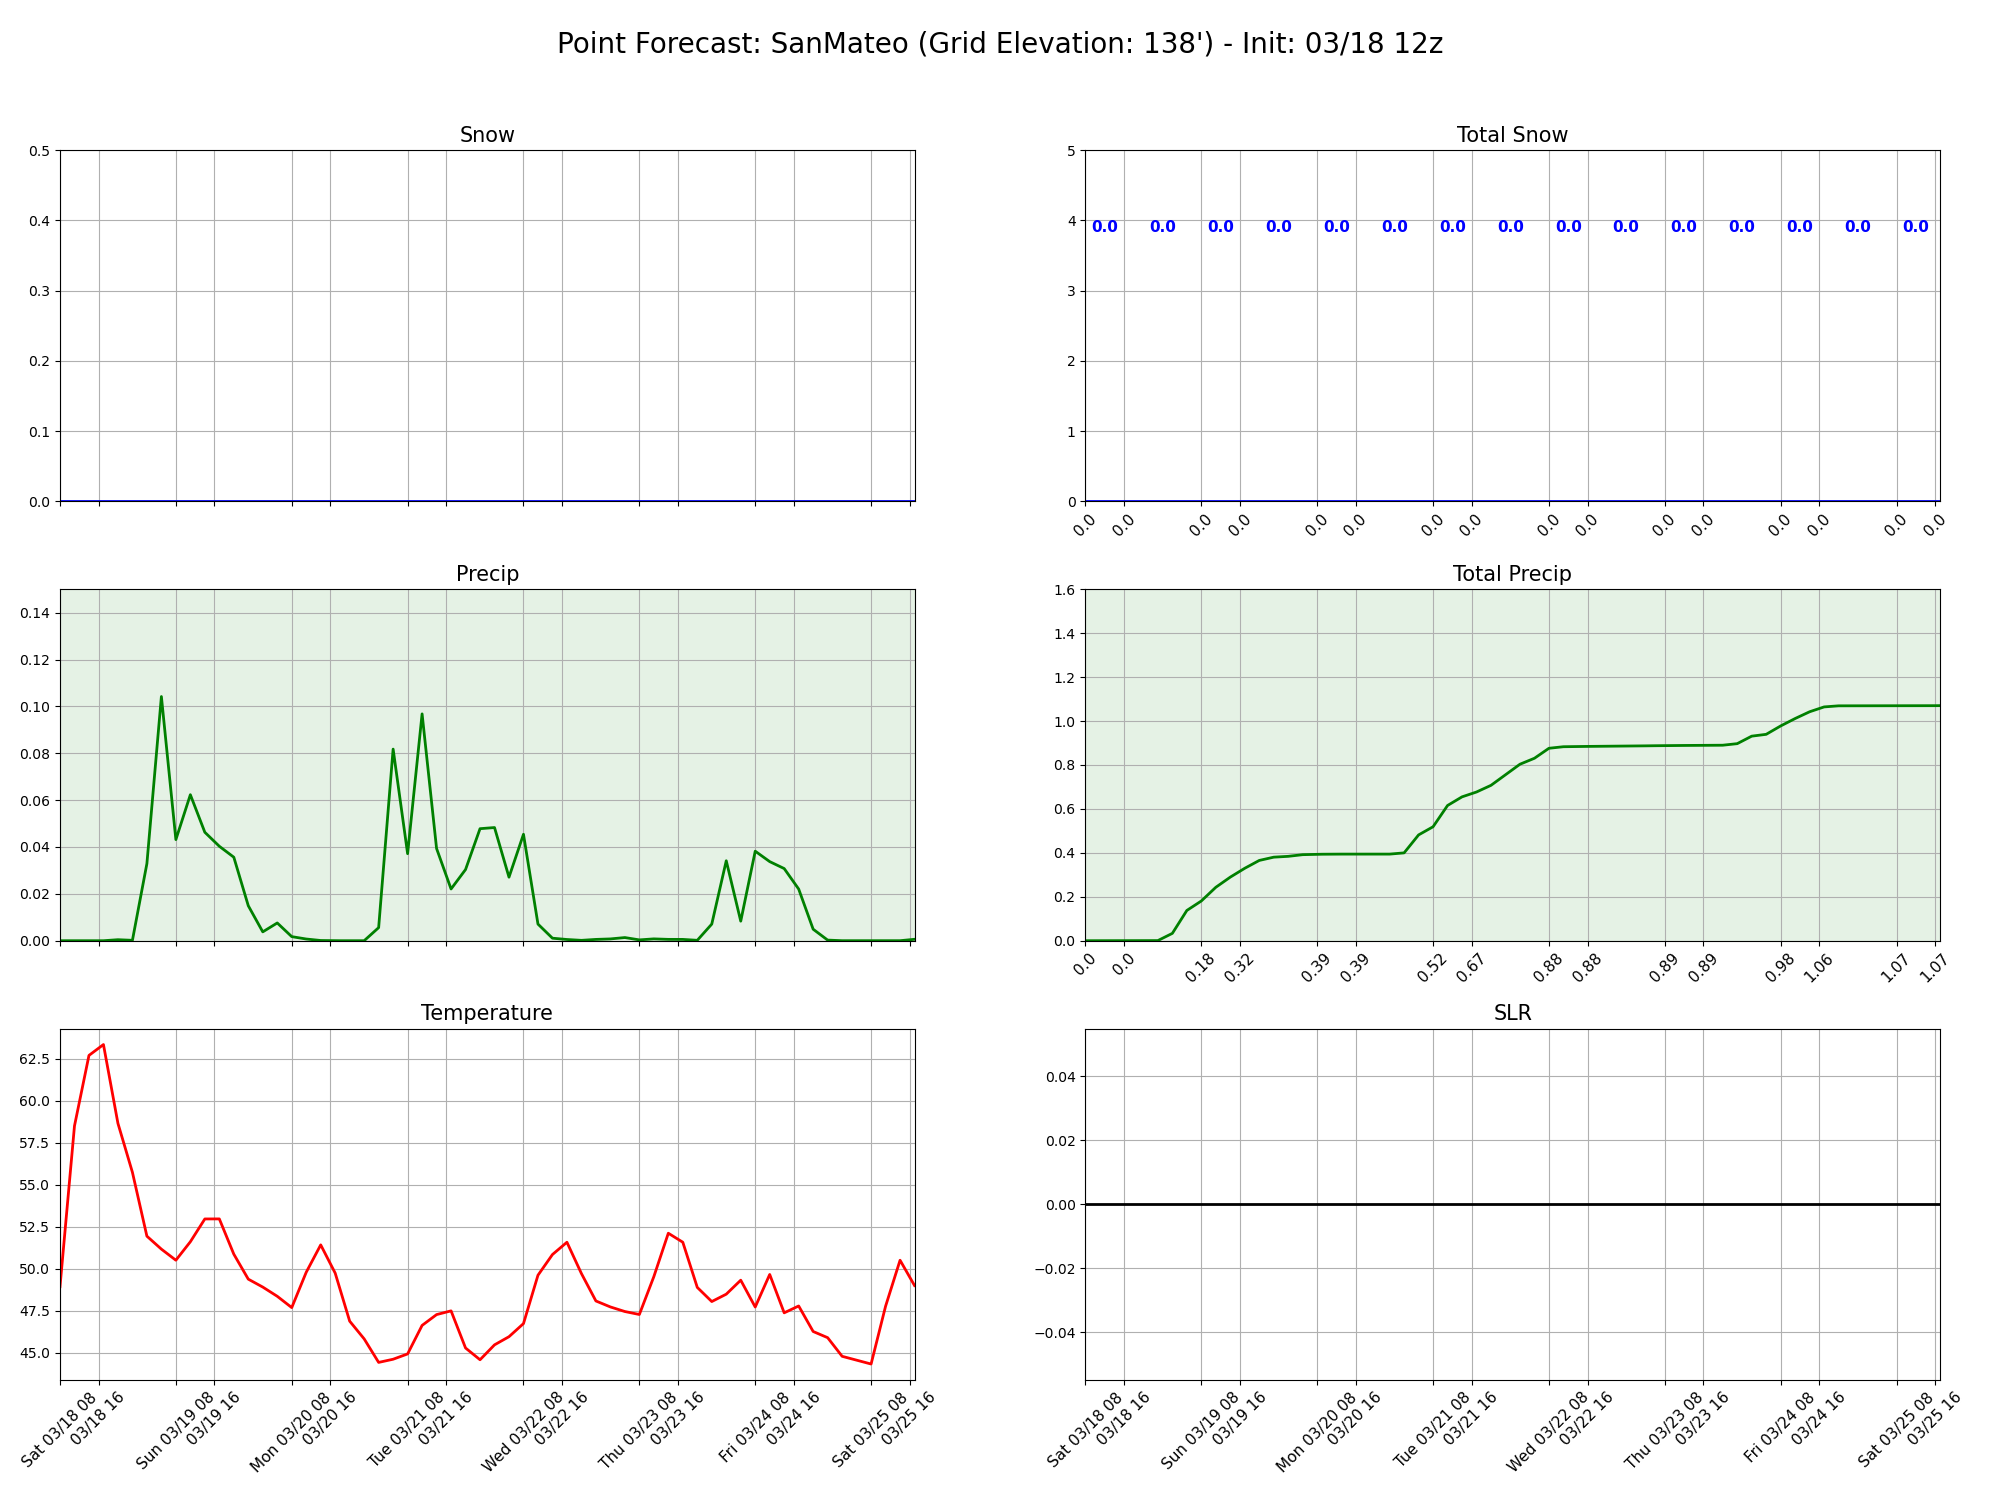 Point Forecast: SanMateo (Grid Elevation: 138') - Init: 03/18 12z
Snow
0.5
0.4
0.3
0.2
0.1
0.0
Total Snow
5
4
3
2
1
0
0.0 0.0 0.0 0.0 0.0 0.0 0.0 0.0 0.0 0.0 0.0 0.0 0.0 0.0 0.0
0.0 0.0 0.0 0.0 0.0 0.0 0.0 0.0 0.0 0.0 0.0 0.0 0.0 0.0 0.0 0.0
Precip
0.14
0.12
0.10
0.08
0.06
0.04
0.02
0.00
Total Precip
1.6
1.4
1.2
1.0
0.8
0.6
0.4
0.2
0.0
0.0 0.0 0.18 0.32 0.39 0.39 0.52 0.67 0.88 0.88 0.89 0.89 0.98 1.06 1.07 1.07
Temperature
62.5
60.0
57.5
55.0
52.5
50.0
47.5
45.0
Sat 03/18 08
03/18 16
Sun 03/19 08
03/19 16
Mon 03/20 08
03/20 16
Tue 03/21 08
03/21 16
Wed 03/22 08
03/22 16
Thu 03/23 08
03/23 16
Fri 03/24 08
03/24 16
Sat 03/25 08
03/25 16
SLR
0.04
0.02
0.00
−0.02
−0.04
Sat 03/18 08
03/18 16
Sun 03/19 08
03/19 16
Mon 03/20 08
03/20 16
Tue 03/21 08
03/21 16
Wed 03/22 08
03/22 16
Thu 03/23 08
03/23 16
Fri 03/24 08
03/24 16
Sat 03/25 08
03/25 16